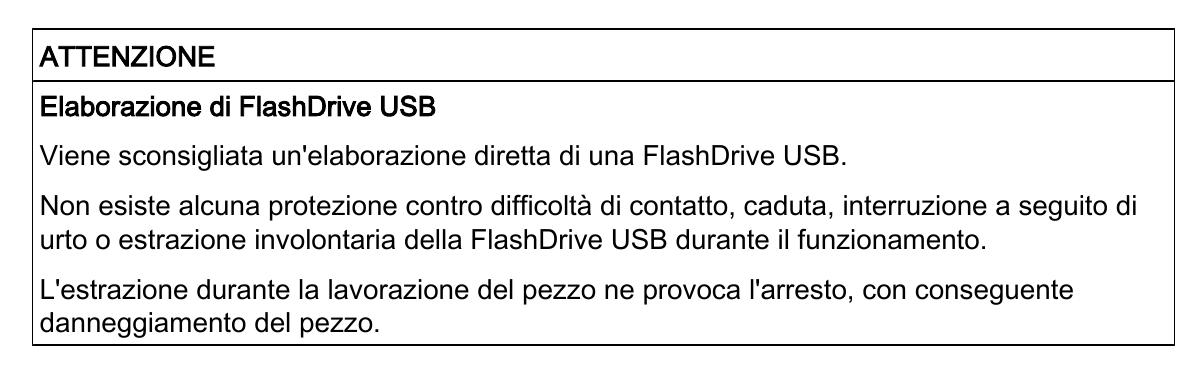 ATTENZIONE
Elaborazione di FlashDrive USB
Viene sconsigliata un'elaborazione diretta di una FlashDrive USB.
Non esiste alcuna protezione contro difficoltà di contatto, caduta, interruzione a seguito di
urto o estrazione involontaria della FlashDrive USB durante il funzionamento.
L'estrazione durante la lavorazione del pezzo ne provoca l'arresto, con conseguente
danneggiamento del pezzo.